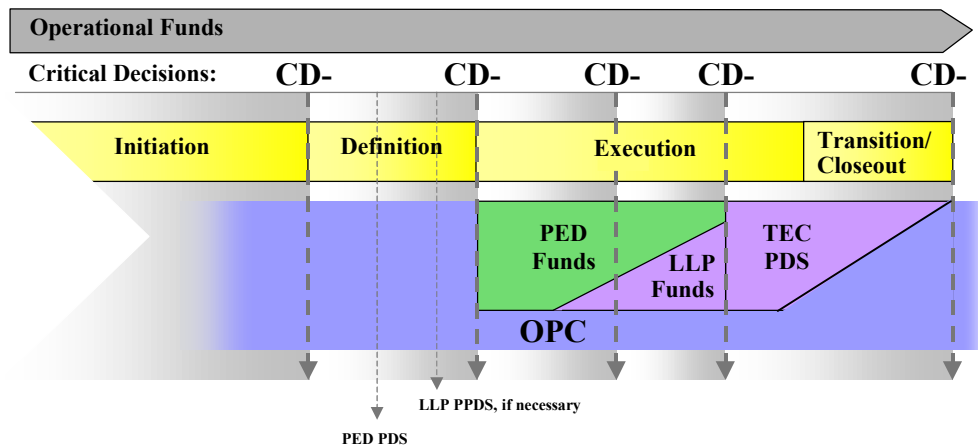 Operational Funds
Critical Decisions: CD- CD- CD- CD- CD-
Initiation Definition Execution Transition/
Closeout
PED
Funds
LLP
Funds
TEC
PDS
OPC
LLP PPDS, if necessary
PED PDS